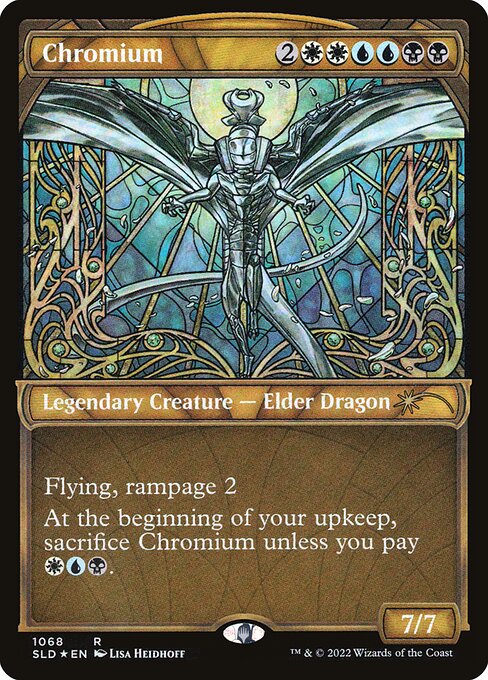 Chromium 2
Legendary Creature — Elder Dragon
Flying, rampage 2
At the beginning of your upkeep,
sacrifice Chromium unless you pay
.
7/7
1068 R
SLD ★ EN Lisa Heidhoff
™ & © 2022 Wizards of the Coast